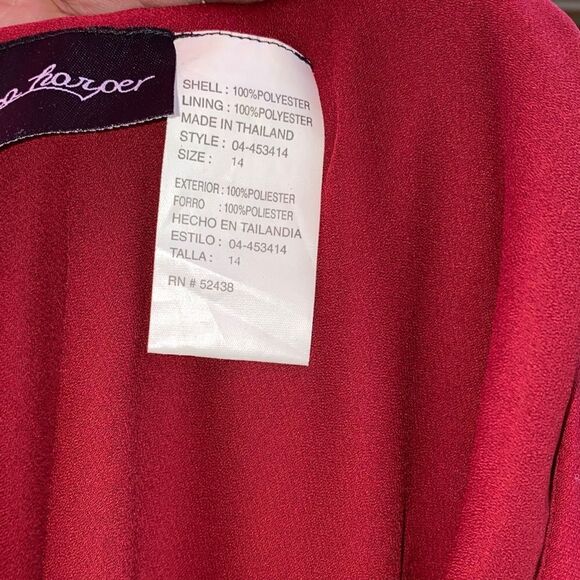 harper
SHELL : 100%POLYESTER
LINING : 100%POLYESTER
MADE IN THAILAND
STYLE : 04-453414
SIZE : 14
EXTERIOR : 100%POLIESTER
FORRO : 100%POLIESTER
HECHO EN TAILANDIA
ESTILO : 04-453414
TALLA : 14
RN # 52438